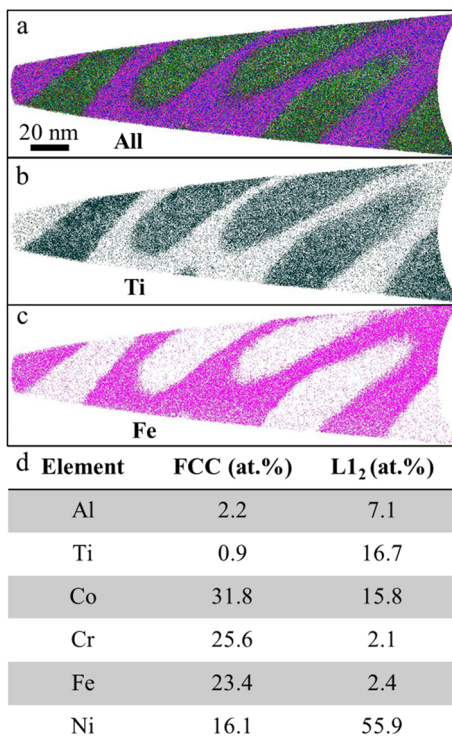 a
20 nm
All
b
Ti
c
Fe
d Element FCC (at.%) L1₂ (at.%)
Al 2.2 7.1
Ti 0.9 16.7
Co 31.8 15.8
Cr 25.6 2.1
Fe 23.4 2.4
Ni 16.1 55.9